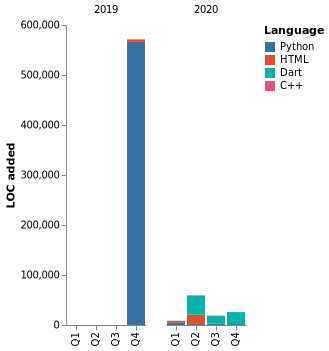 2019
2020
Language
Python
HTML
Dart
C++
LOC added
600,000
500,000
400,000
300,000
200,000
100,000
0
Q1
Q2
Q3
Q4
Q1
Q2
Q3
Q4